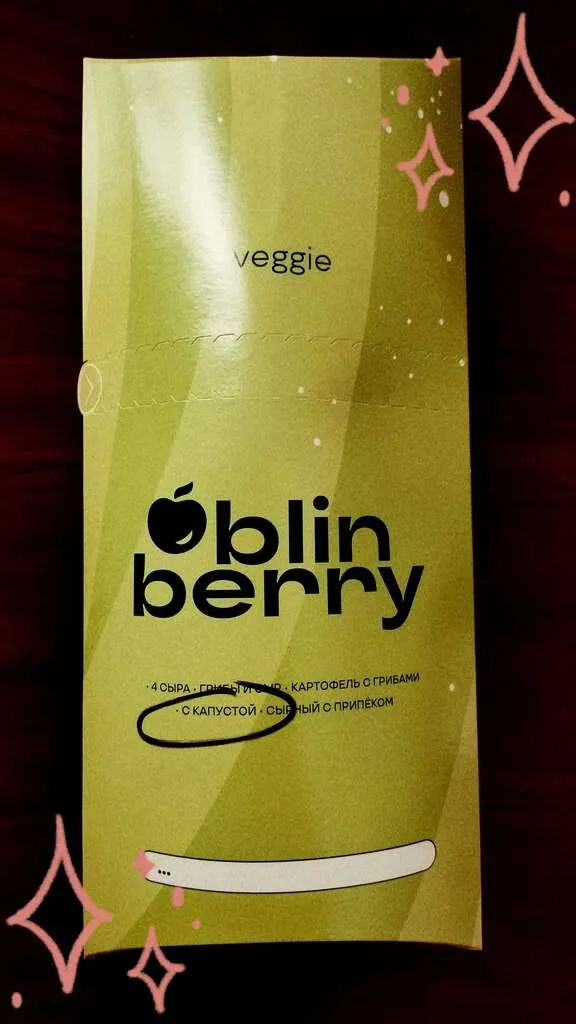 veggie
blin
berry
· 4 СЫРА · ГРИБЫ И СЫР · КАРТОФЕЛЬ С ГРИБАМИ
· С КАПУСТОЙ · СЫРНЫЙ С ПРИПЁКОМ